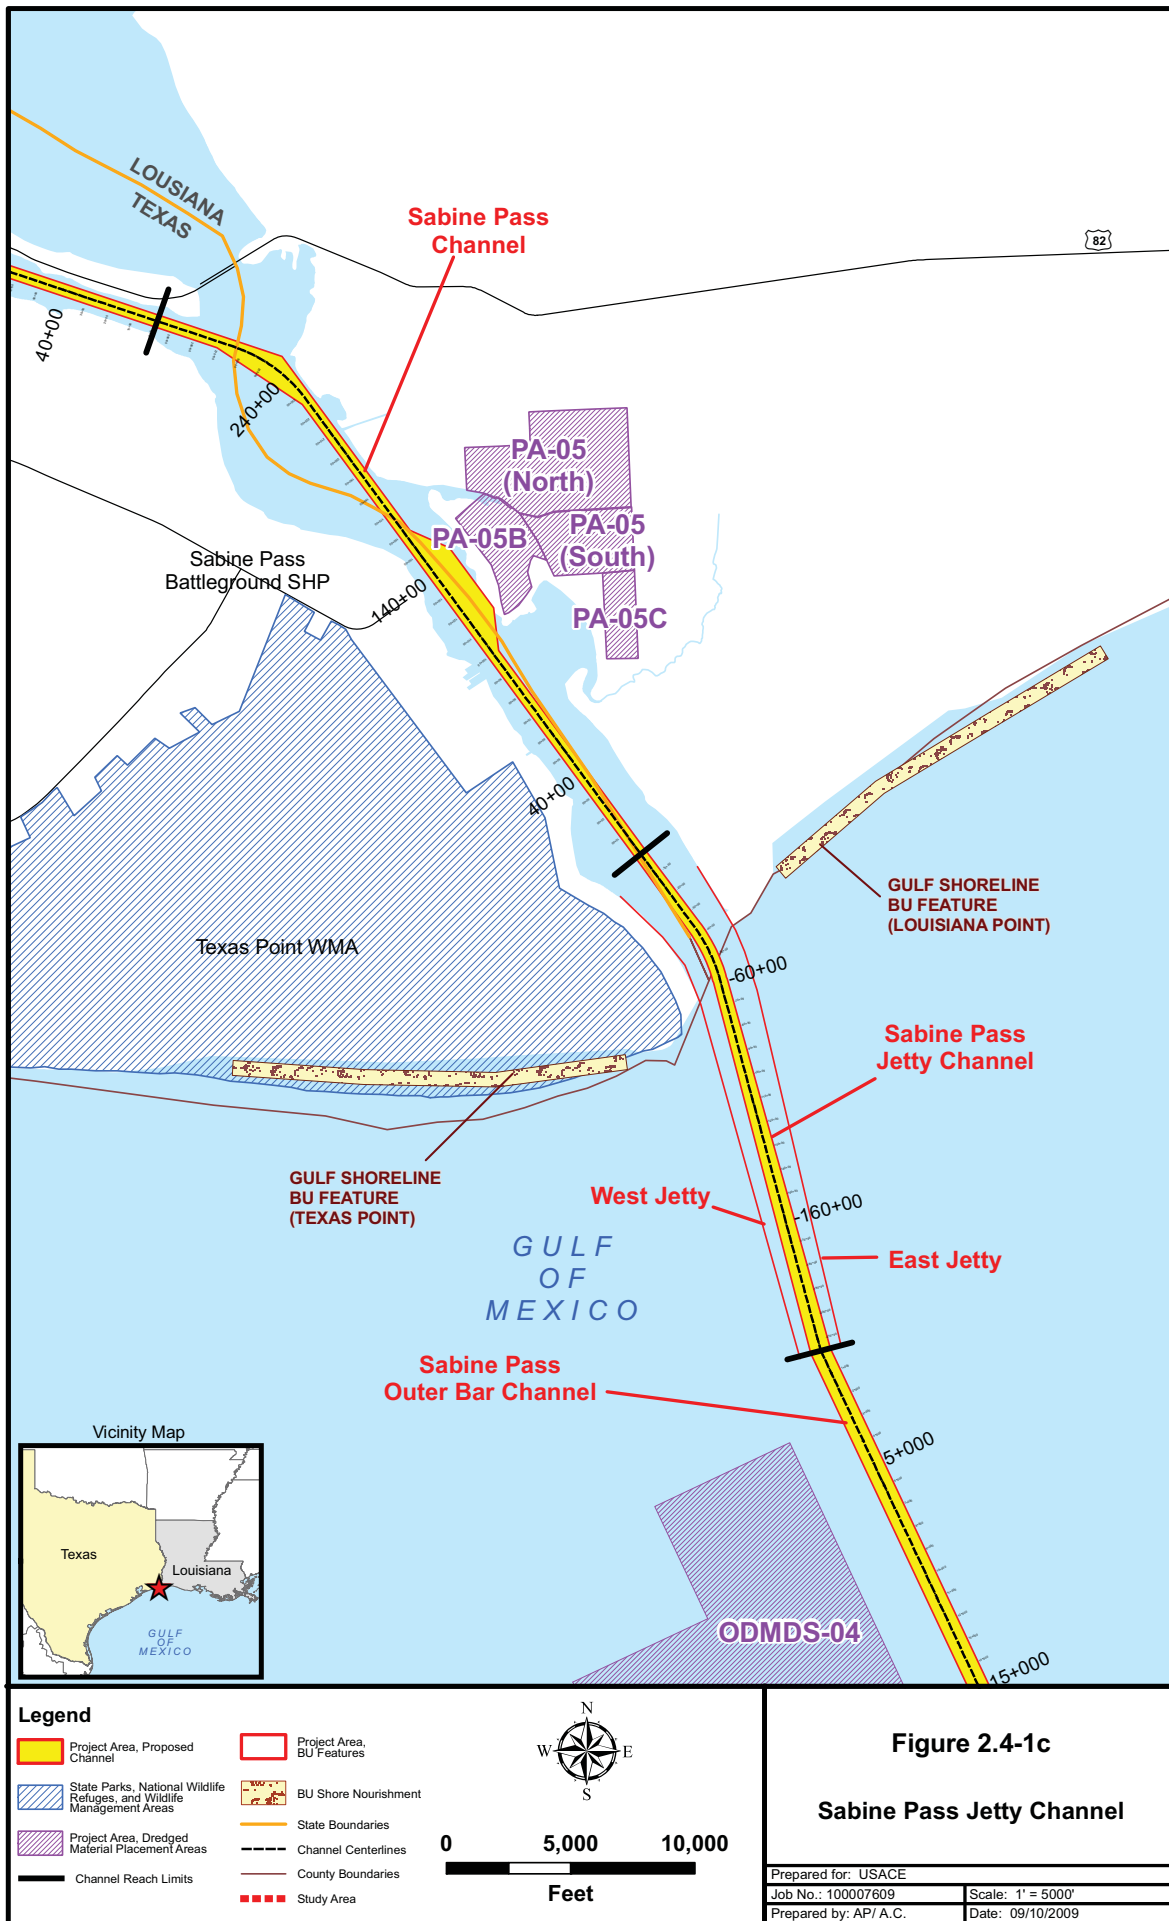 LOUSIANA
TEXAS
Sabine Pass
Channel
82
40+00
240+00
PA-05
(North)
PA-05B
PA-05
(South)
PA-05C
Sabine Pass
Battleground SHP
140+00
40+00
GULF SHORELINE
BU FEATURE
(LOUISIANA POINT)
Texas Point WMA
-60+00
Sabine Pass
Jetty Channel
GULF SHORELINE
BU FEATURE
(TEXAS POINT)
West Jetty
-160+00
East Jetty
GULF
OF
MEXICO
Sabine Pass
Outer Bar Channel
5+000
ODMDS-04
15+000
Vicinity Map
Texas
Louisiana
GULF
OF
MEXICO
Legend
Project Area, Proposed
Channel
State Parks, National Wildlife
Refuges, and Wildlife
Management Areas
Project Area, Dredged
Material Placement Areas
Channel Reach Limits
Project Area,
BU Features
BU Shore Nourishment
State Boundaries
Channel Centerlines
County Boundaries
Study Area
N
W
E
S
0 5,000 10,000
Feet
Figure 2.4-1c
Sabine Pass Jetty Channel
Prepared for: USACE
Job No.: 100007609
Scale: 1' = 5000'
Prepared by: AP/ A.C.
Date: 09/10/2009